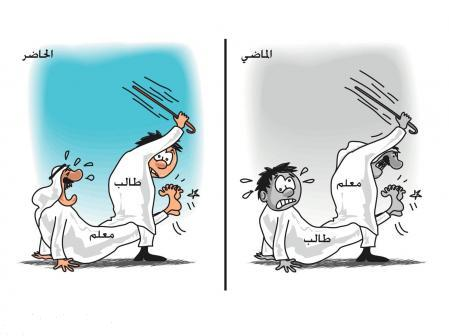 الماضي
معلم
طالب
الحاضر
طالب
معلم